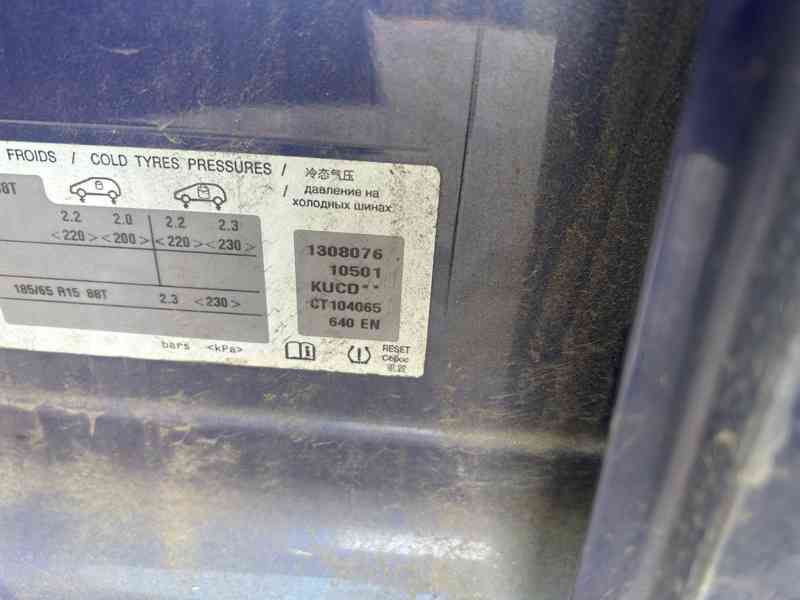 FROIDS / COLD TYRES PRESSURES / 冷态气压
/ давление на
холодных шинах
88T
2.2 2.0 2.2 2.3
<220> <200> <220> <230>
185/65 R15 88T 2.3 <230>
bars <kPa>
1308076
10501
KUCD**
CT104065
640 EN
RESET
Сброс